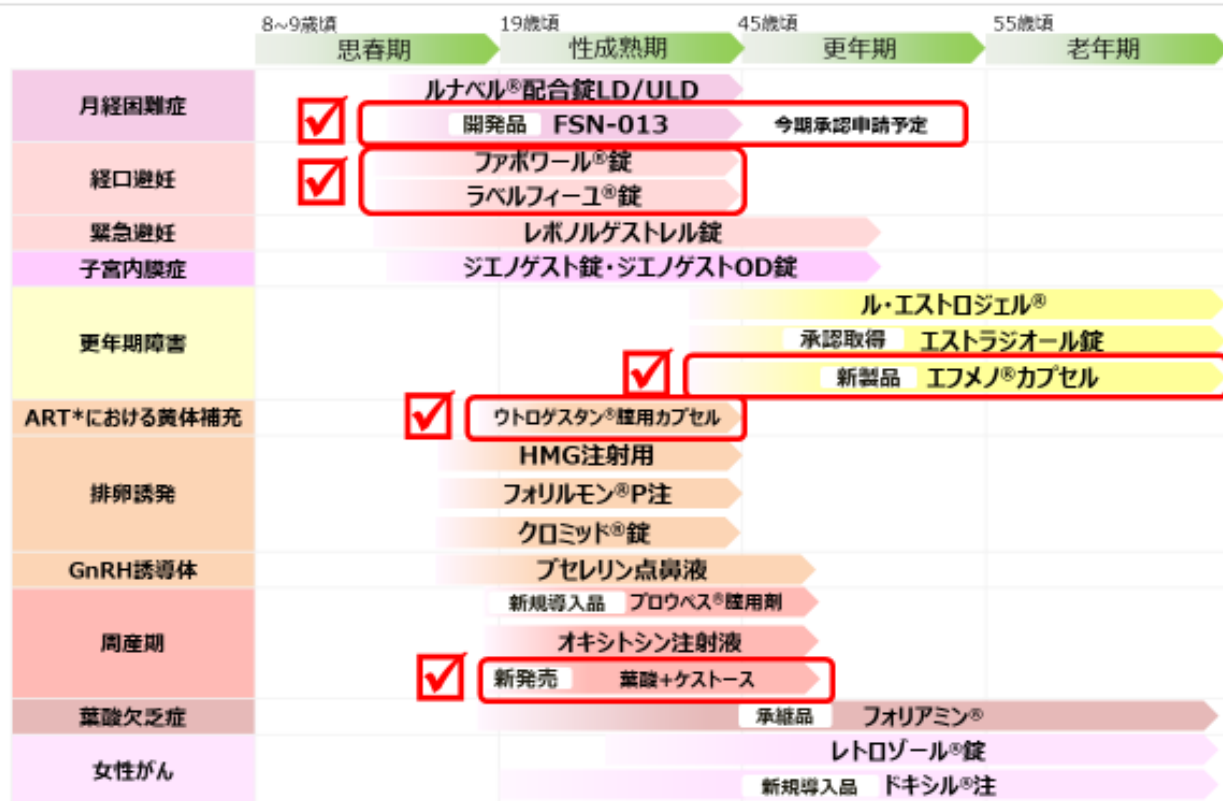 8~9歳頃 19歳頃 45歳頃 55歳頃
思春期 性成熟期 更年期 老年期
月経困難症
ルナベル®配合錠LD/ULD
開発品 FSN-013 今期承認申請予定
経口避妊
ファボワール®錠
ラベルフィーユ®錠
緊急避妊 レボノルゲストレル錠
子宮内膜症 ジエノゲスト錠・ジエノゲストOD錠
更年期障害
ル・エストロジェル®
承認取得 エストラジオール錠
新製品 エフメノ®カプセル
ART*における黄体補充 ウトロゲスタン®腟用カプセル
排卵誘発
HMG注射用
フォリルモン®P注
クロミッド®錠
GnRH誘導体 ブセレリン点鼻液
周産期
新規導入品 プロウペス®腟用剤
オキシトシン注射液
新発売 葉酸+ケストース
葉酸欠乏症 承継品 フォリアミン®
女性がん
レトロゾール®錠
新規導入品 ドキシル®注